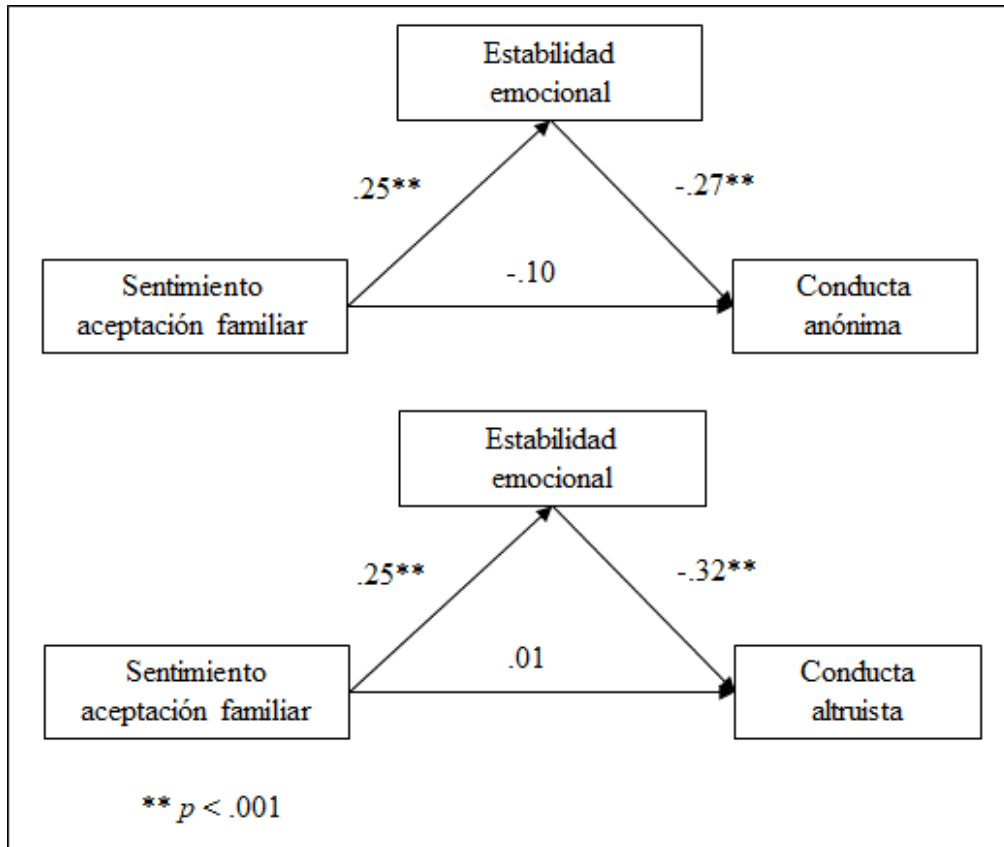 Estabilidad
emocional
.25**
-.27**
-.10
Sentimiento
aceptación familiar
Conducta
anónima
Estabilidad
emocional
.25**
-.32**
.01
Sentimiento
aceptación familiar
Conducta
altruista
** p < .001